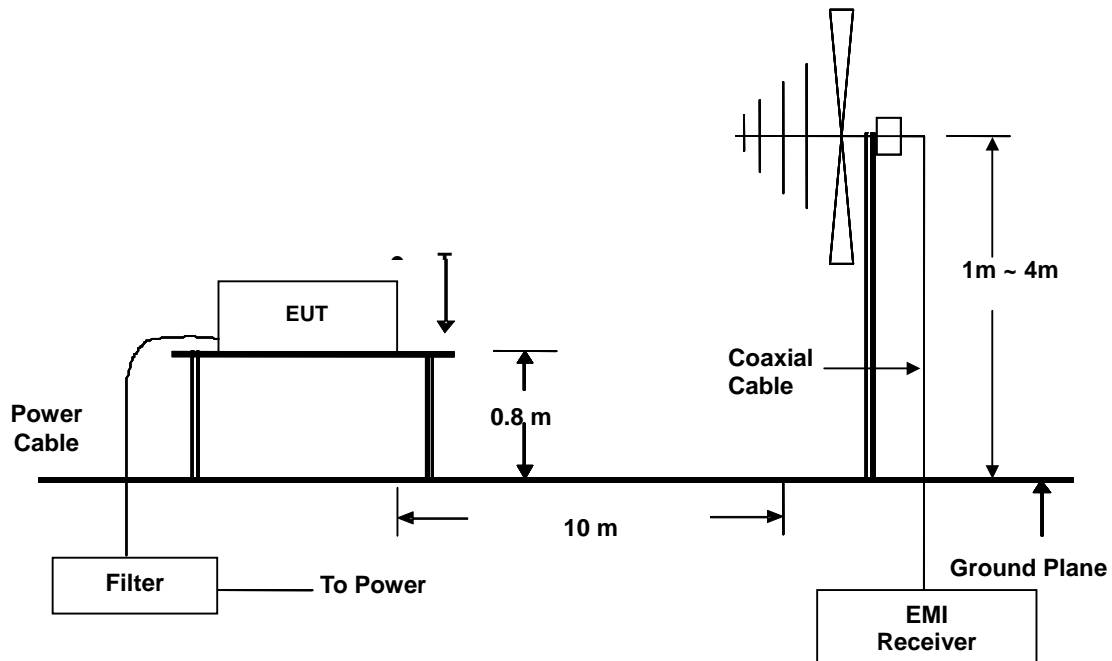 1m ~ 4m
EUT
Coaxial
Cable
0.8 m
Power
Cable
10 m
Ground Plane
Filter
To Power
EMI
Receiver